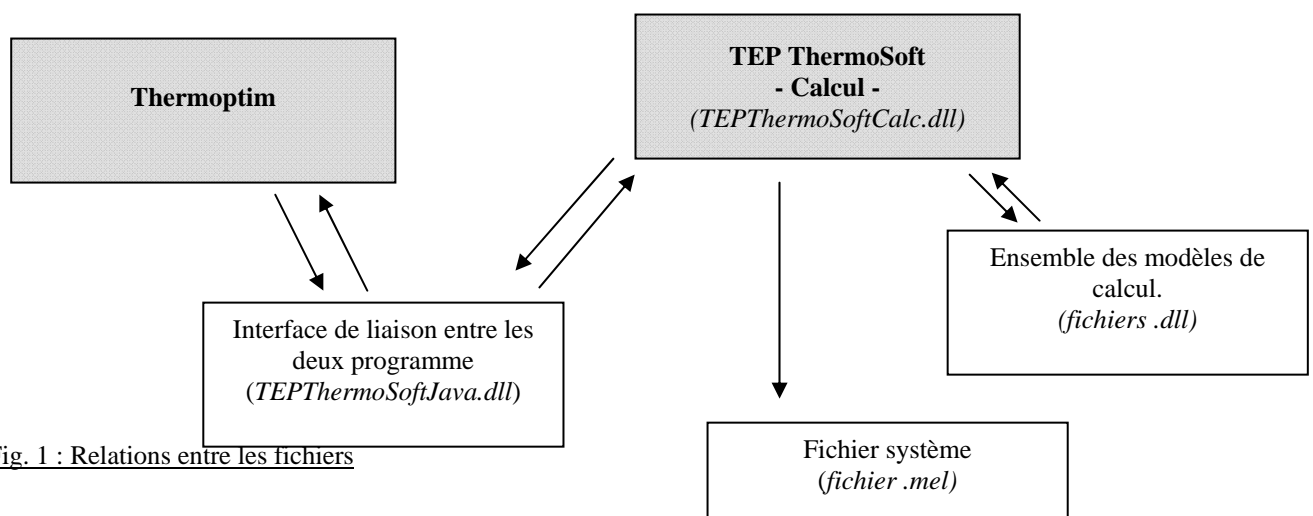 Thermoptim
TEP ThermoSoft
- Calcul -
(TEPThermoSoftCalc.dll)
Ensemble des modèles de
calcul.
(fichiers .dll)
Interface de liaison entre les
deux programme
(TEPThermoSoftJava.dll)
Fig. 1 : Relations entre les fichiers
Fichier système
(fichier .mel)